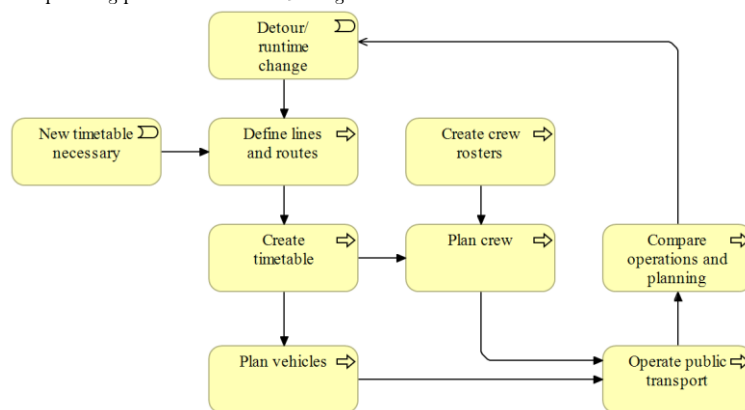 Detour/
runtime
change
New timetable
necessary
Define lines
and routes
Create crew
rosters
Create
timetable
Plan crew
Compare
operations and
planning
Plan vehicles
Operate public
transport